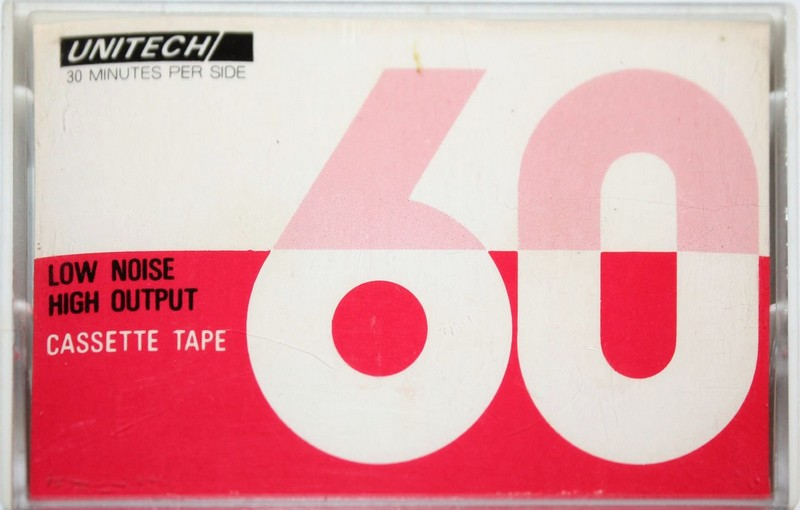 UNITECH
30 MINUTES PER SIDE
60
LOW NOISE
HIGH OUTPUT
CASSETTE TAPE